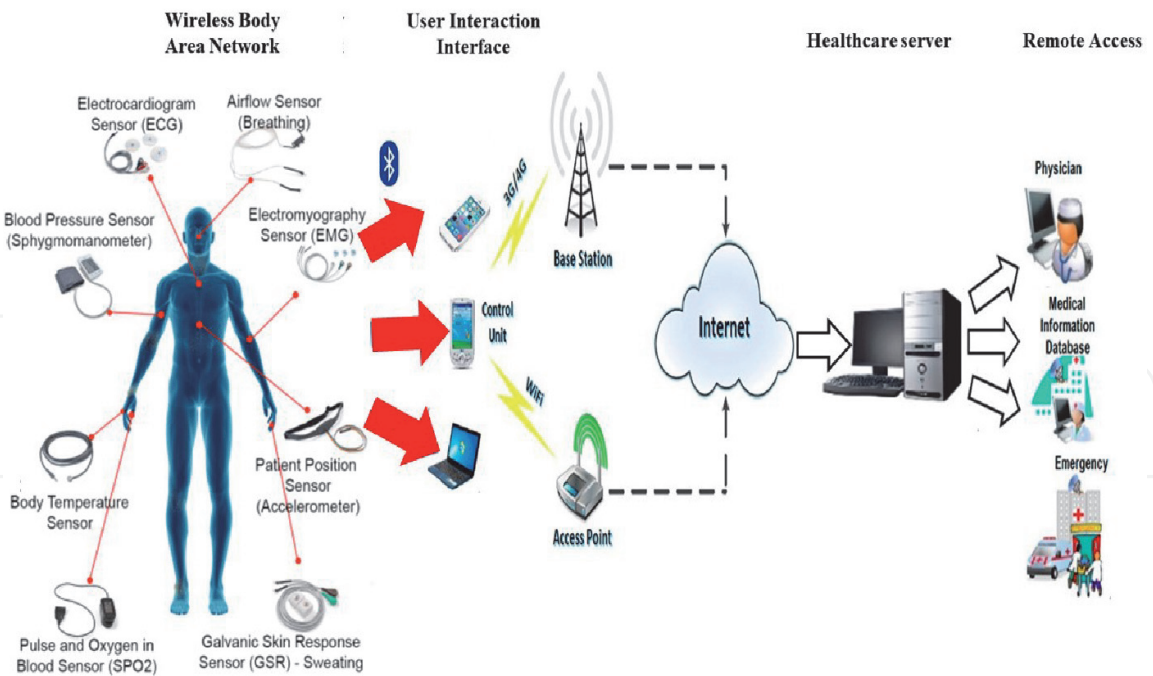 Wireless Body
Area Network
User Interaction
Interface
Healthcare server
Remote Access
Electrocardiogram
Sensor (ECG)
Airflow Sensor
(Breathing)
Blood Pressure Sensor
(Sphygmomanometer)
Electromyography
Sensor (EMG)
Body Temperature
Sensor
Patient Position
Sensor
(Accelerometer)
Pulse and Oxygen in
Blood Sensor (SPO2)
Galvanic Skin Response
Sensor (GSR) - Sweating
3G/4G
Base Station
Control
Unit
WiFi
Access Point
Internet
Physician
Medical
Information
Database
Emergency